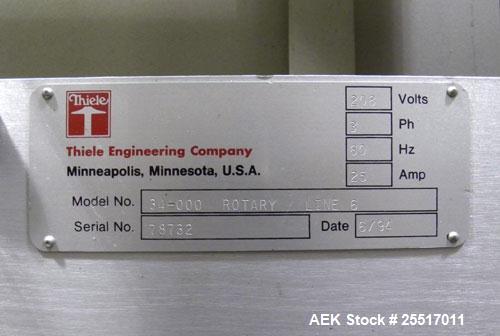 Thiele
208 Volts
3 Ph
60 Hz
25 Amp
Thiele Engineering Company
Minneapolis, Minnesota, U.S.A.
Model No. 34-000 ROTARY / LINE 6
Serial No. 78732 Date 6/94
AEK Stock # 25517011